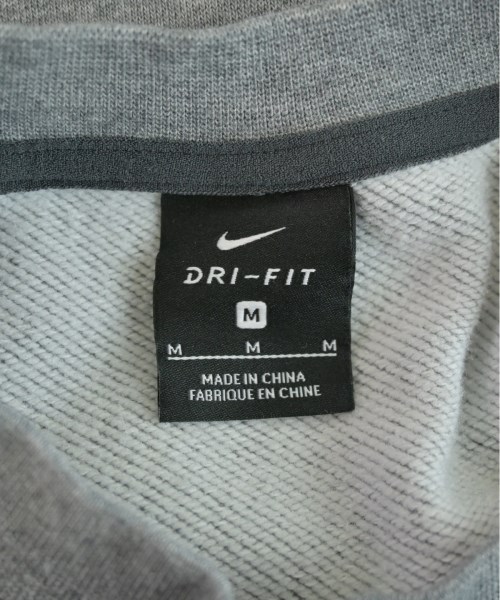 DRI-FIT
M
M M M
MADE IN CHINA
FABRIQUE EN CHINE